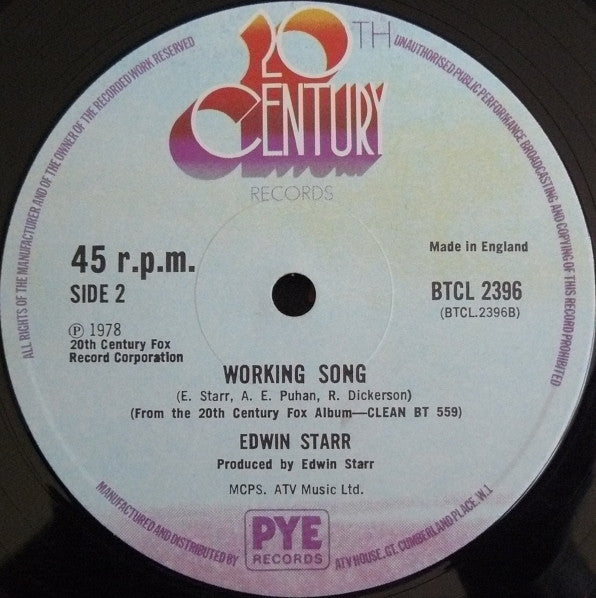 20TH
CENTURY
RECORDS
ALL RIGHTS OF THE MANUFACTURER AND OF THE OWNER OF THE RECORDED WORK RESERVED
UNAUTHORISED PUBLIC PERFORMANCE BROADCASTING AND COPYING OF THIS RECORD PROHIBITED
45 r.p.m.
SIDE 2
Ⓟ 1978
20th Century Fox
Record Corporation
Made in England
BTCL 2396
(BTCL.2396B)
WORKING SONG
(E. Starr, A. E. Puhan, R. Dickerson)
(From the 20th Century Fox Album—CLEAN BT 559)
EDWIN STARR
Produced by Edwin Starr
MCPS. ATV Music Ltd.
MANUFACTURED AND DISTRIBUTED BY
PYE
RECORDS
ATV HOUSE, GT. CUMBERLAND PLACE, W.1